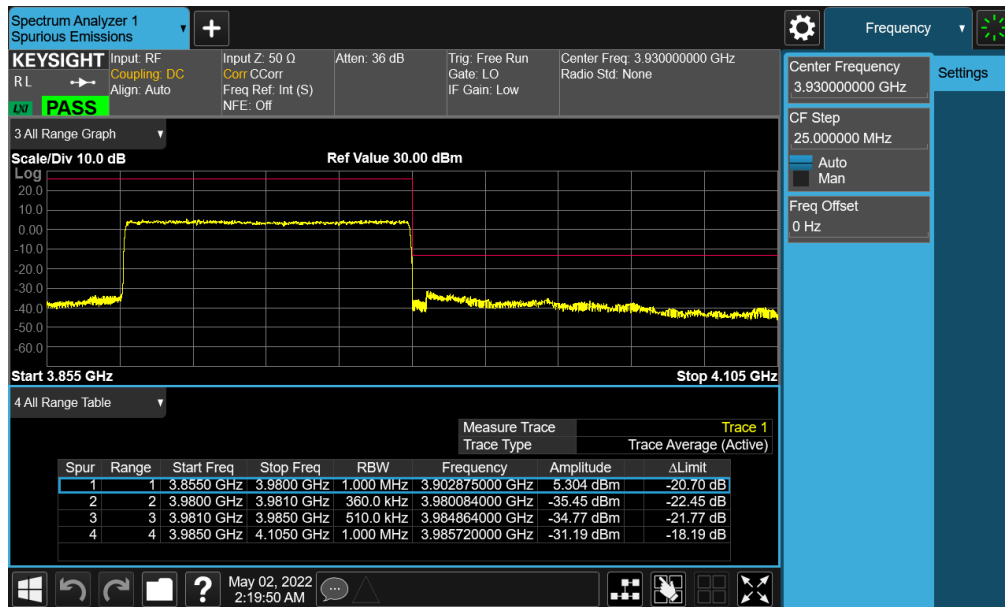 Spectrum Analyzer 1
Spurious Emissions
+
Frequency
KEYSIGHT
R L
LXI
PASS
Input: RF
Coupling: DC
Align: Auto
Input Z: 50 Ω
Corr CCorr
Freq Ref: Int (S)
NFE: Off
Atten: 36 dB
Trig: Free Run
Gate: LO
IF Gain: Low
Center Freq: 3.930000000 GHz
Radio Std: None
Center Frequency
3.930000000 GHz
Settings
CF Step
25.000000 MHz
Auto
Man
Freq Offset
0 Hz
3 All Range Graph
Scale/Div 10.0 dB Ref Value 30.00 dBm
Log
20.0
10.0
0.00
-10.0
-20.0
-30.0
-40.0
-50.0
-60.0
Start 3.855 GHz Stop 4.105 GHz
4 All Range Table
Measure Trace Trace 1
Trace Type Trace Average (Active)
Spur Range Start Freq Stop Freq RBW Frequency Amplitude ΔLimit
1 1 3.8550 GHz 3.9800 GHz 1.000 MHz 3.902875000 GHz 5.304 dBm -20.70 dB
2 2 3.9800 GHz 3.9810 GHz 360.0 kHz 3.980084000 GHz -35.45 dBm -22.45 dB
3 3 3.9810 GHz 3.9850 GHz 510.0 kHz 3.984864000 GHz -34.77 dBm -21.77 dB
4 4 3.9850 GHz 4.1050 GHz 1.000 MHz 3.985720000 GHz -31.19 dBm -18.19 dB
?
May 02, 2022
2:19:50 AM